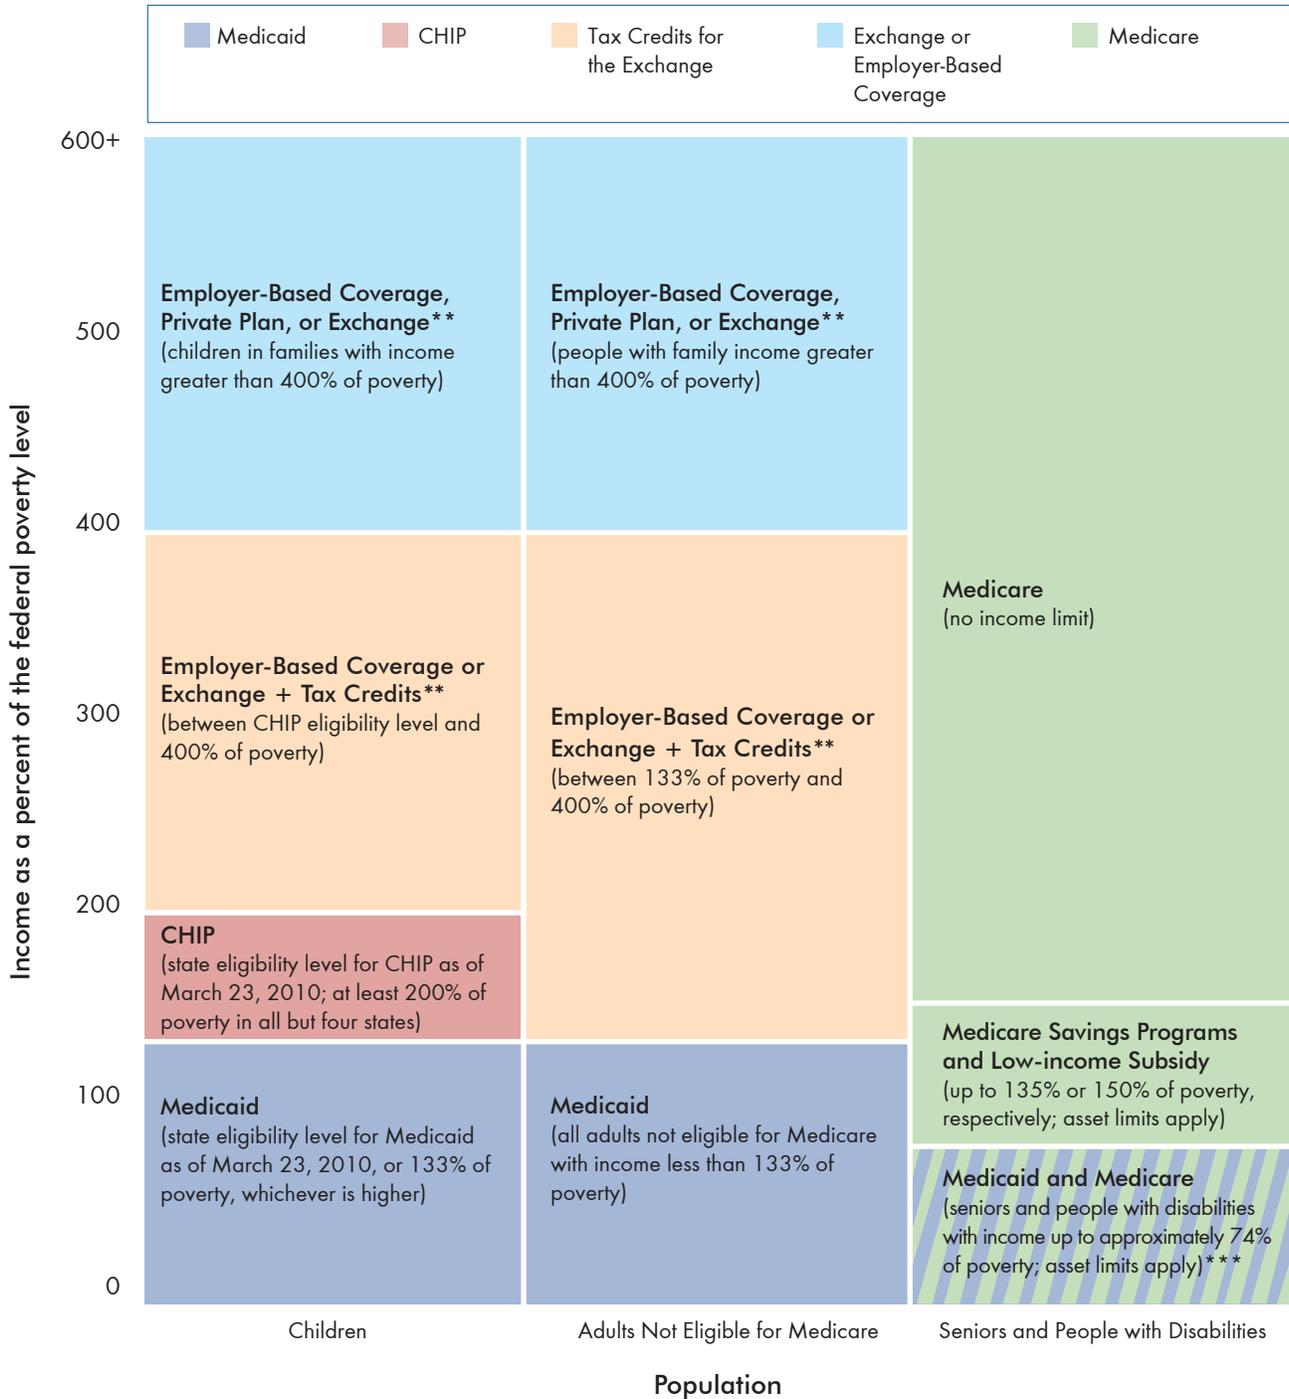 Medicaid
CHIP
Tax Credits for
the Exchange
Exchange or
Employer-Based
Coverage
Medicare
Income as a percent of the federal poverty level
600+
500
400
300
200
100
0
Employer-Based Coverage,
Private Plan, or Exchange**
(children in families with income
greater than 400% of poverty)
Employer-Based Coverage or
Exchange + Tax Credits**
(between CHIP eligibility level and
400% of poverty)
CHIP
(state eligibility level for CHIP as of
March 23, 2010; at least 200% of
poverty in all but four states)
Medicaid
(state eligibility level for Medicaid
as of March 23, 2010, or 133% of
poverty, whichever is higher)
Employer-Based Coverage,
Private Plan, or Exchange**
(people with family income greater
than 400% of poverty)
Employer-Based Coverage or
Exchange + Tax Credits**
(between 133% of poverty and
400% of poverty)
Medicaid
(all adults not eligible for Medicare
with income less than 133% of
poverty)
Medicare
(no income limit)
Medicare Savings Programs
and Low-income Subsidy
(up to 135% or 150% of poverty,
respectively; asset limits apply)
Medicaid and Medicare
(seniors and people with disabilities
with income up to approximately 74%
of poverty; asset limits apply)***
Children
Adults Not Eligible for Medicare
Seniors and People with Disabilities
Population